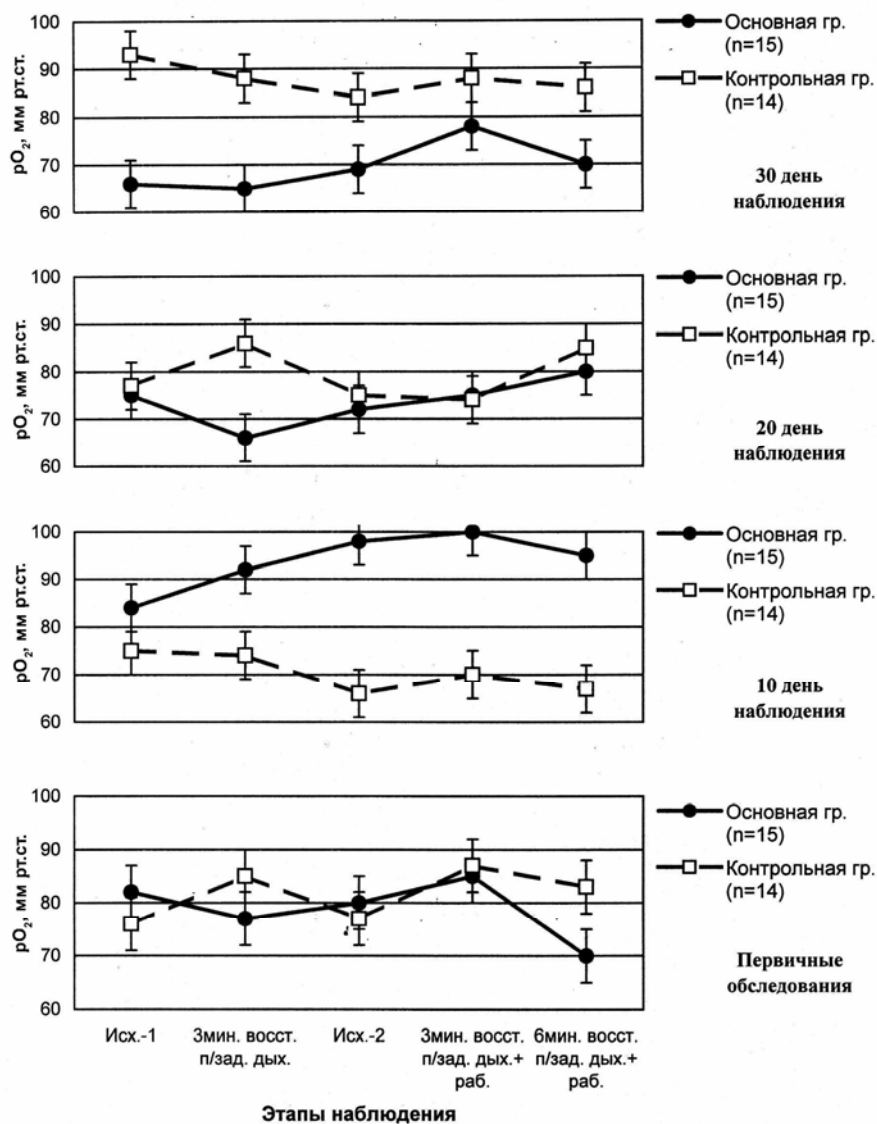 100
90
80
70
60
pO₂, мм рт.ст.
Основная гр.
(n=15)
Контрольная гр.
(n=14)
30 день
наблюдения
100
90
80
70
60
pO₂, мм рт.ст.
Основная гр.
(n=15)
Контрольная гр.
(n=14)
20 день
наблюдения
100
90
80
70
60
pO₂, мм рт.ст.
Основная гр.
(n=15)
Контрольная гр.
(n=14)
10 день
наблюдения
100
90
80
70
60
pO₂, мм рт.ст.
Основная гр.
(n=15)
Контрольная гр.
(n=14)
Первичные
обследования
Исх.-1
3мин. восст.
п/зад. дых.
Исх.-2
3мин. восст.
п/зад. дых.+
раб.
6мин. восст.
п/зад. дых.+
раб.
Этапы наблюдения